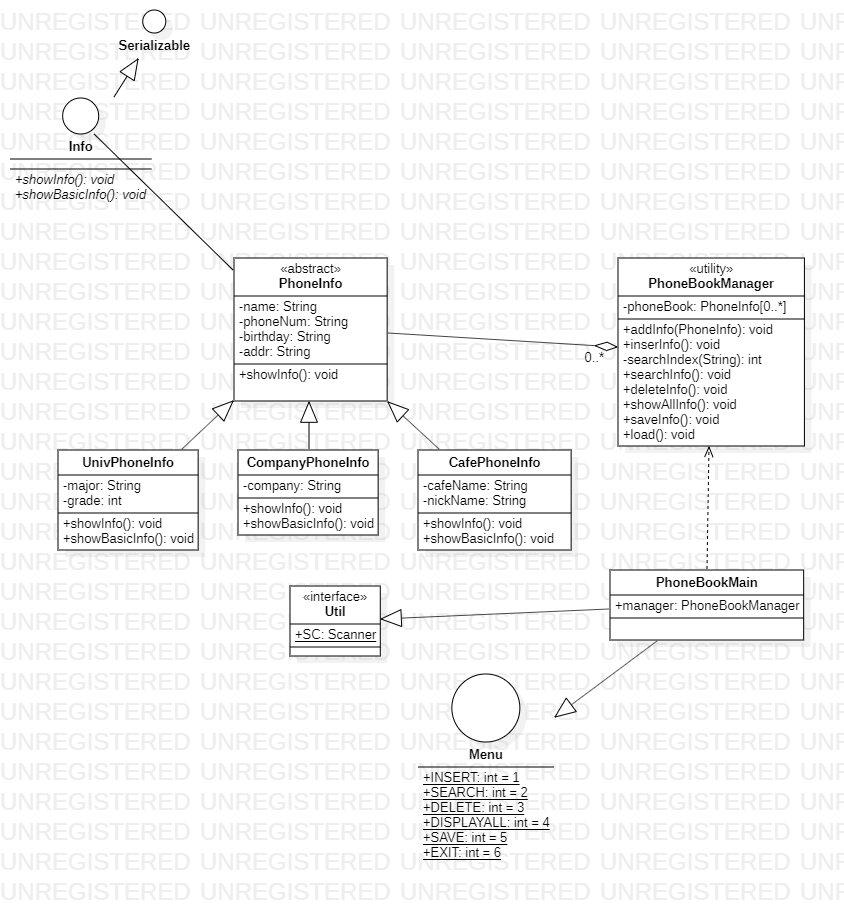 Serializable
Info
+showInfo(): void
+showBasicInfo(): void
«abstract»
PhoneInfo
-name: String
-phoneNum: String
-birthday: String
-addr: String
+showInfo(): void
«utility»
PhoneBookManager
-phoneBook: PhoneInfo[0..*]
+addInfo(PhoneInfo): void
+inserInfo(): void
-searchIndex(String): int
+searchInfo(): void
+deleteInfo(): void
+showAllInfo(): void
+saveInfo(): void
+load(): void
0..*
UnivPhoneInfo
-major: String
-grade: int
+showInfo(): void
+showBasicInfo(): void
CompanyPhoneInfo
-company: String
+showInfo(): void
+showBasicInfo(): void
CafePhoneInfo
-cafeName: String
-nickName: String
+showInfo(): void
+showBasicInfo(): void
«interface»
Util
+SC: Scanner
PhoneBookMain
+manager: PhoneBookManager
Menu
+INSERT: int = 1
+SEARCH: int = 2
+DELETE: int = 3
+DISPLAYALL: int = 4
+SAVE: int = 5
+EXIT: int = 6
UNREGISTERED